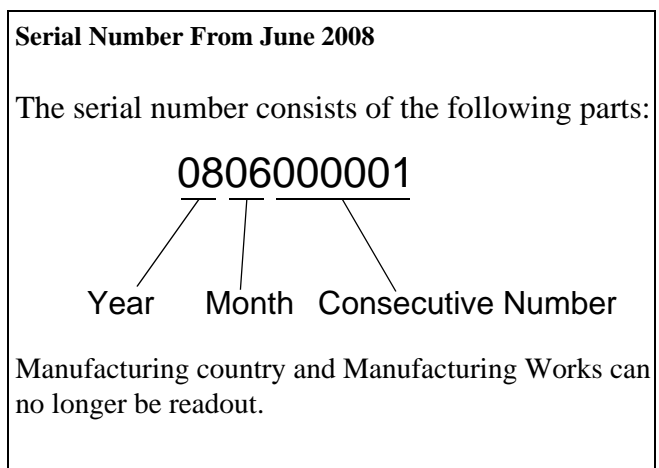 Serial Number From June 2008
The serial number consists of the following parts:
0806000001
Year Month Consecutive Number
Manufacturing country and Manufacturing Works can
no longer be readout.